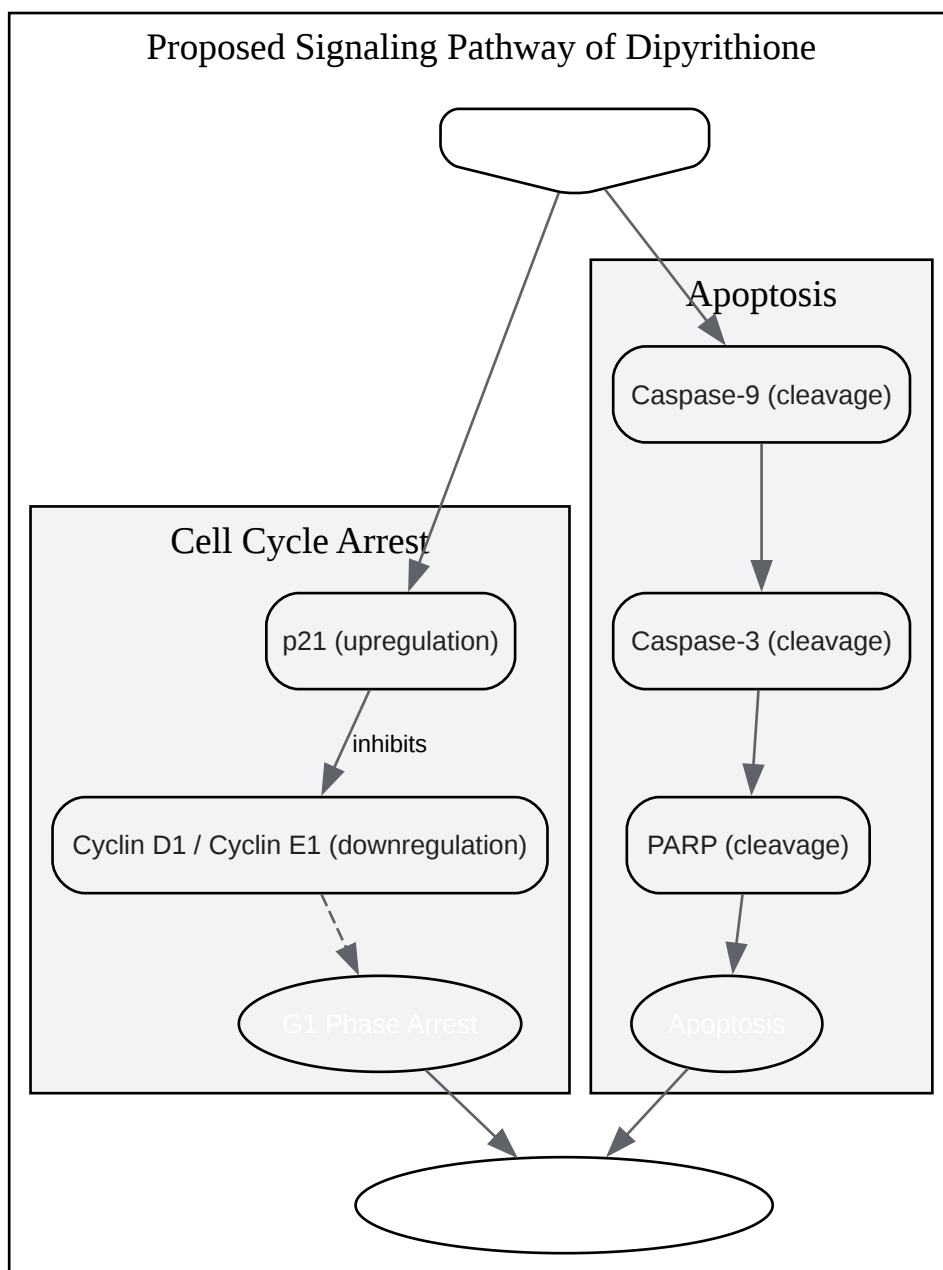 Proposed Signaling Pathway of Dipyrithione
Apoptosis
Caspase-9 (cleavage)
Cell Cycle Arrest
p21 (upregulation)
Caspase-3 (cleavage)
inhibits
Cyclin D1 / Cyclin E1 (downregulation)
PARP (cleavage)
G1 Phase Arrest
Apoptosis